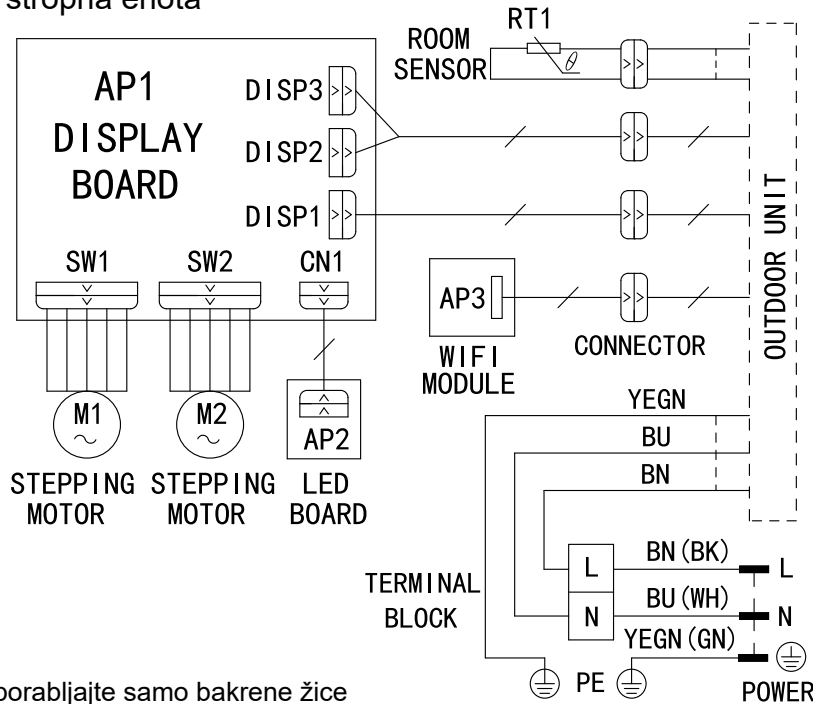 stropna enota
AP1
DISPLAY
BOARD
DISP3
DISP2
DISP1
SW1
SW2
CN1
M1
M2
AP2
STEPPING
MOTOR
STEPPING
MOTOR
LED
BOARD
ROOM
SENSOR
RT1
θ
AP3
WIFI
MODULE
CONNECTOR
OUTDOOR UNIT
YEGN
BU
BN
TERMINAL
BLOCK
L
N
BN(BK)
BU(WH)
YEGN(GN)
L
N
PE
POWER
porabljajte samo bakrene žice